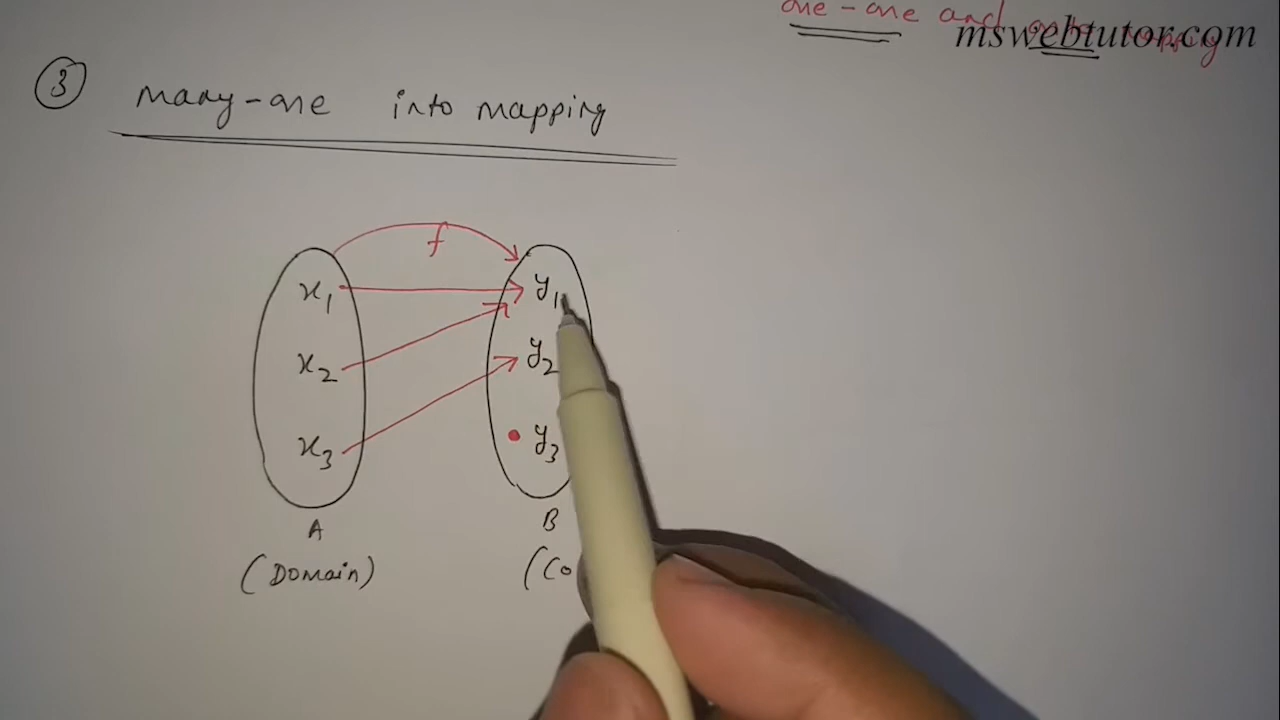 one - one and
mswebtutor.com
③ many-one into mapping
f
x1 y1
x2 y2
x3 y3
A B
(Domain) (Co